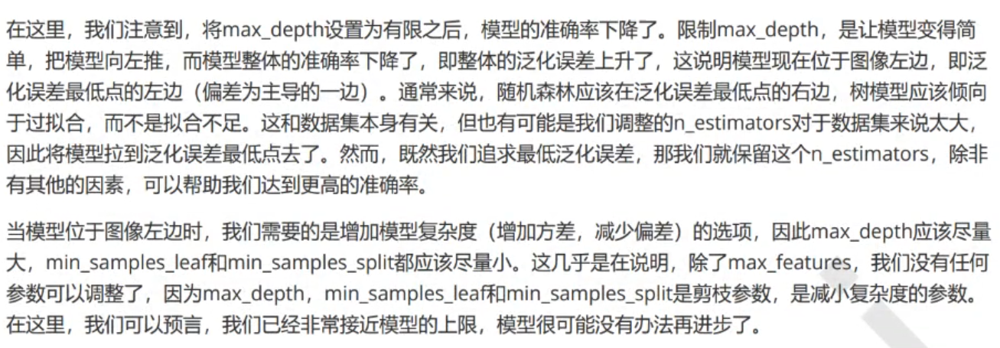 在这里，我们注意到，将max_depth设置为有限之后，模型的准确率下降了。限制max_depth，是让模型变得简
单，把模型向左推，而模型整体的准确率下降了，即整体的泛化误差上升了，这说明模型现在位于图像左边，即泛
化误差最低点的左边（偏差为主导的一边）。通常来说，随机森林应该在泛化误差最低点的右边，树模型应该倾向
于过拟合，而不是拟合不足。这和数据集本身有关，但也有可能是我们调整的n_estimators对于数据集来说太大，
因此将模型拉到泛化误差最低点去了。然而，既然我们追求最低泛化误差，那我们就保留这个n_estimators，除非
有其他的因素，可以帮助我们达到更高的准确率。
当模型位于图像左边时，我们需要的是增加模型复杂度（增加方差，减少偏差）的选项，因此max_depth应该尽量
大，min_samples_leaf和min_samples_split都应该尽量小。这几乎是在说明，除了max_features，我们没有任何
参数可以调整了，因为max_depth，min_samples_leaf和min_samples_split是剪枝参数，是减小复杂度的参数。
在这里，我们可以预言，我们已经非常接近模型的上限，模型很可能没有办法再进步了。